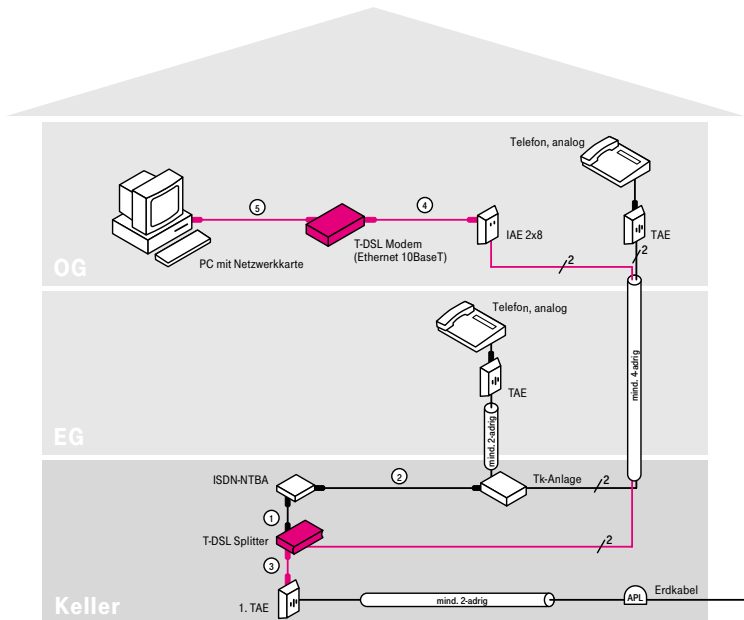 Telefon, analog
5
4
IAE 2x8
TAE
2
T-DSL Modem
(Ethernet 10BaseT)
PC mit Netzwerkkarte
2
OG
Telefon, analog
mind. 4-adrig
TAE
EG
mind. 2-adrig
ISDN-NTBA
2
Tk-Anlage
2
1
T-DSL Splitter
2
3
Keller
1. TAE
mind. 2-adrig
APL
Erdkabel